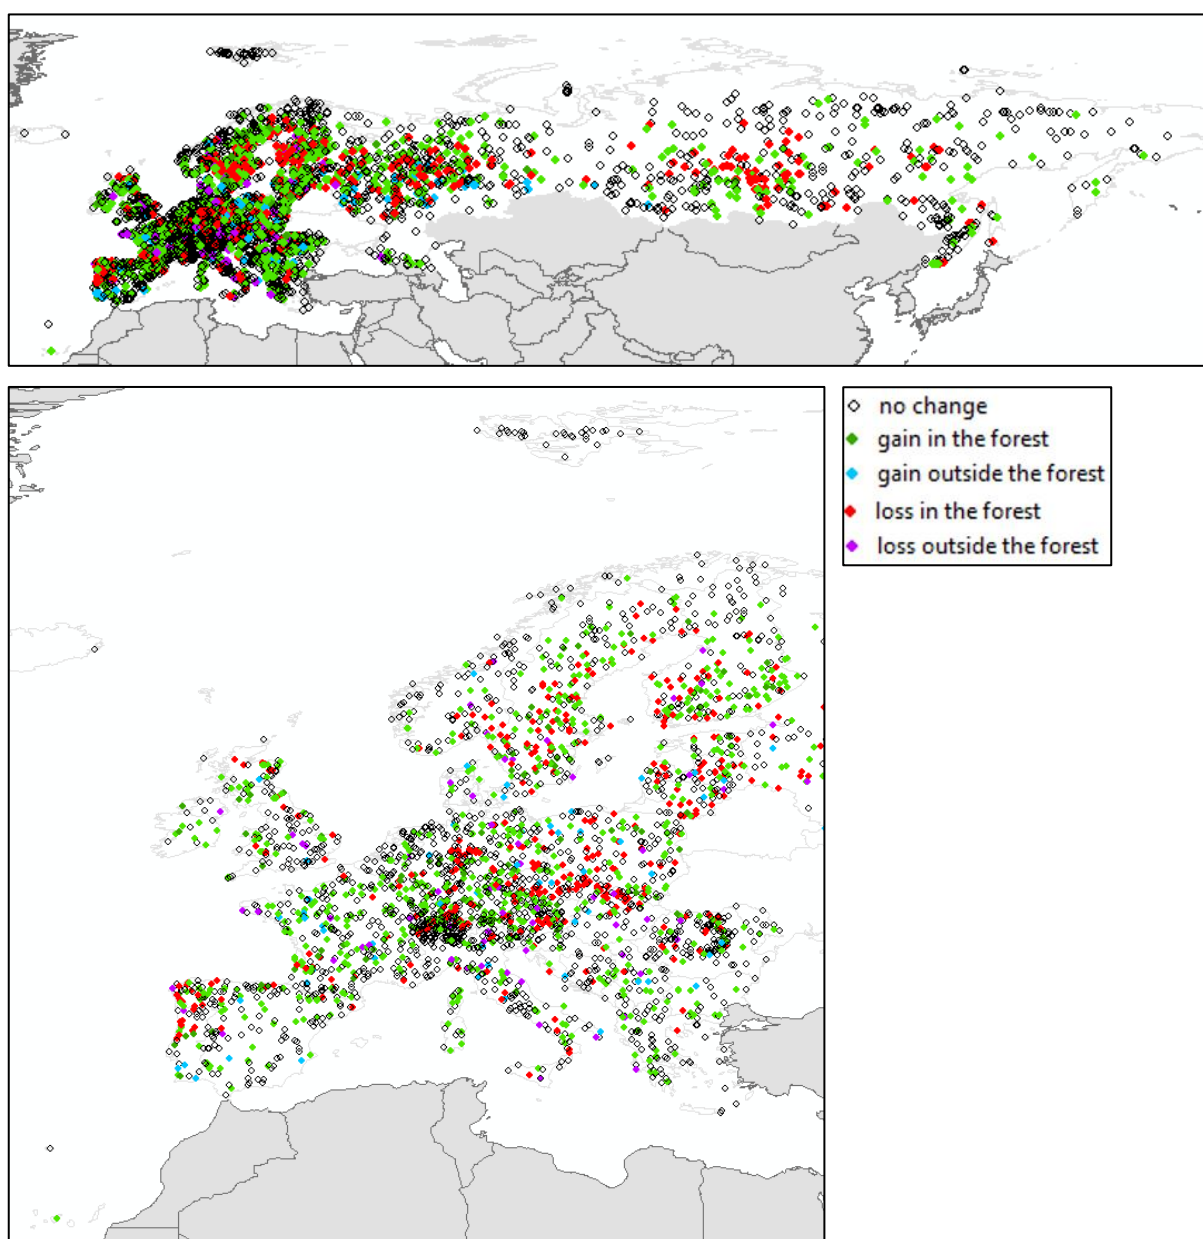 no change
gain in the forest
gain outside the forest
loss in the forest
loss outside the forest